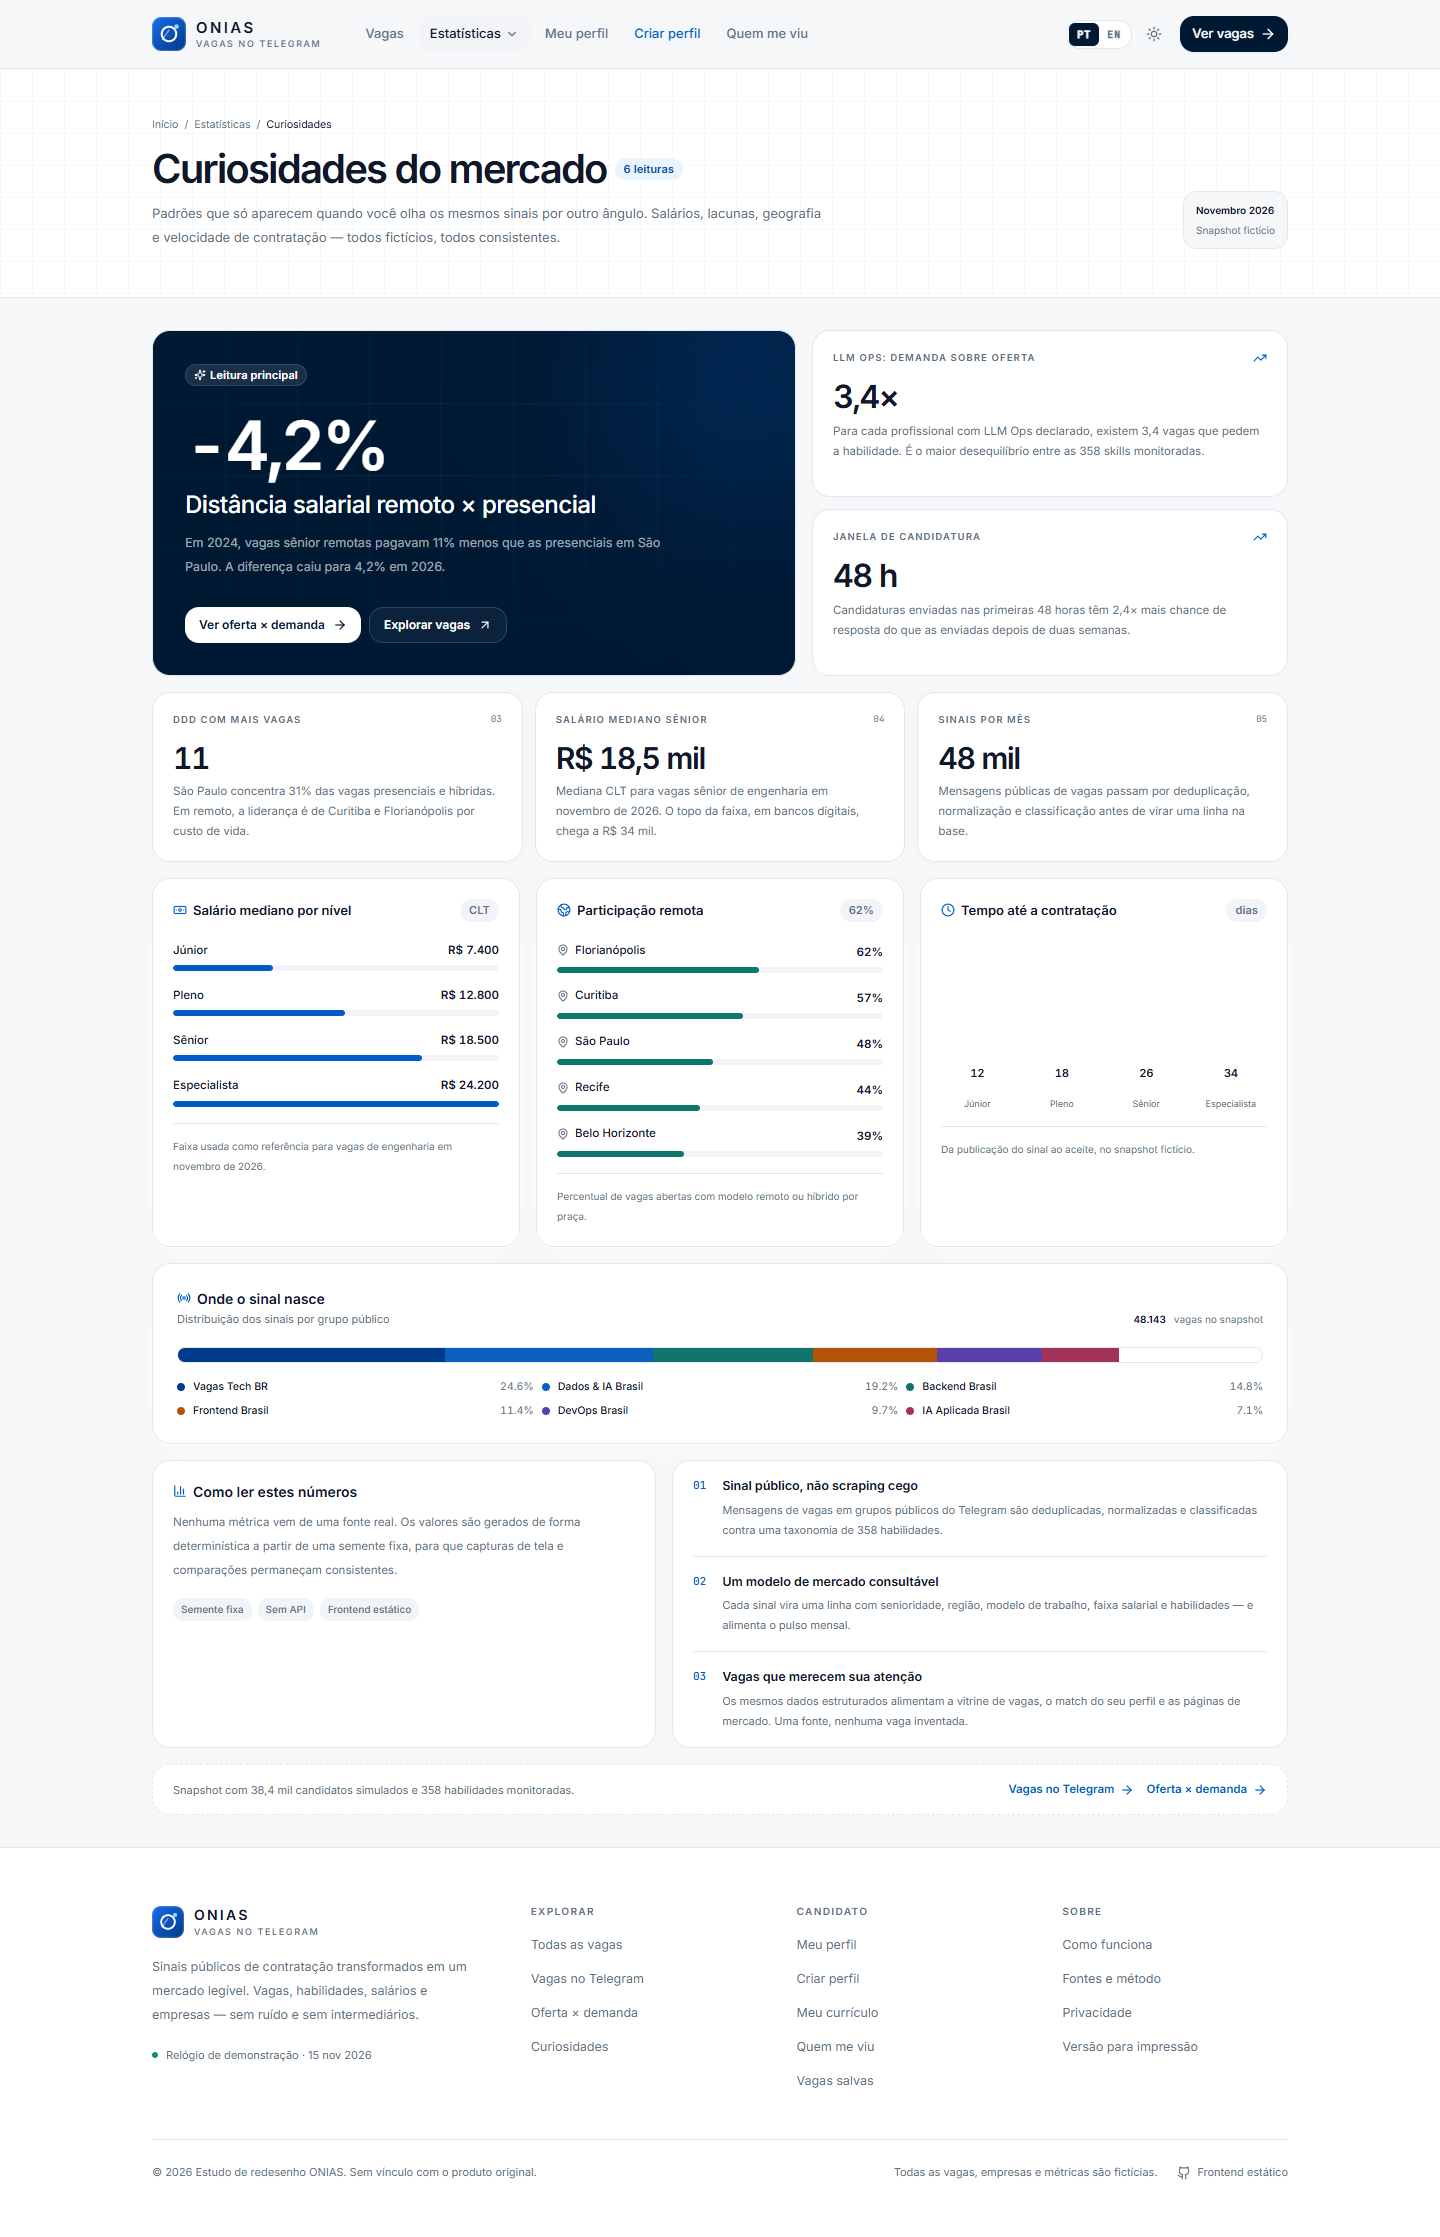 ONIAS
VAGAS NO TELEGRAM
Vagas
Estatísticas
Meu perfil
Criar perfil
Quem me viu
PT
EN
Ver vagas
Início / Estatísticas / Curiosidades
Curiosidades do mercado
6 leituras
Padrões que só aparecem quando você olha os mesmos sinais por outro ângulo. Salários, lacunas, geografia
e velocidade de contratação — todos fictícios, todos consistentes.
Novembro 2026
Snapshot fictício
Leitura principal
-4,2%
Distância salarial remoto × presencial
Em 2024, vagas sênior remotas pagavam 11% menos que as presenciais em São
Paulo. A diferença caiu para 4,2% em 2026.
Ver oferta × demanda
Explorar vagas
LLM OPS: DEMANDA SOBRE OFERTA
3,4×
Para cada profissional com LLM Ops declarado, existem 3,4 vagas que pedem
a habilidade. É o maior desequilíbrio entre as 358 skills monitoradas.
JANELA DE CANDIDATURA
48 h
Candidaturas enviadas nas primeiras 48 horas têm 2,4× mais chance de
resposta do que as enviadas depois de duas semanas.
DDD COM MAIS VAGAS
03
11
São Paulo concentra 31% das vagas presenciais e híbridas.
Em remoto, a liderança é de Curitiba e Florianópolis por
custo de vida.
SALÁRIO MEDIANO SÊNIOR
04
R$ 18,5 mil
Mediana CLT para vagas sênior de engenharia em
novembro de 2026. O topo da faixa, em bancos digitais,
chega a R$ 34 mil.
SINAIS POR MÊS
05
48 mil
Mensagens públicas de vagas passam por deduplicação,
normalização e classificação antes de virar uma linha na
base.
Salário mediano por nível
CLT
Júnior
R$ 7.400
Pleno
R$ 12.800
Sênior
R$ 18.500
Especialista
R$ 24.200
Faixa usada como referência para vagas de engenharia em
novembro de 2026.
Participação remota
62%
Florianópolis
62%
Curitiba
57%
São Paulo
48%
Recife
44%
Belo Horizonte
39%
Percentual de vagas abertas com modelo remoto ou híbrido por
praça.
Tempo até a contratação
dias
12
18
26
34
Júnior
Pleno
Sênior
Especialista
Da publicação do sinal ao aceite, no snapshot fictício.
Onde o sinal nasce
Distribuição dos sinais por grupo público
48.143 vagas no snapshot
Vagas Tech BR
24.6%
Dados & IA Brasil
19.2%
Backend Brasil
14.8%
Frontend Brasil
11.4%
DevOps Brasil
9.7%
IA Aplicada Brasil
7.1%
Como ler estes números
Nenhuma métrica vem de uma fonte real. Os valores são gerados de forma
determinística a partir de uma semente fixa, para que capturas de tela e
comparações permaneçam consistentes.
Semente fixa
Sem API
Frontend estático
01
Sinal público, não scraping cego
Mensagens de vagas em grupos públicos do Telegram são deduplicadas, normalizadas e classificadas
contra uma taxonomia de 358 habilidades.
02
Um modelo de mercado consultável
Cada sinal vira uma linha com senioridade, região, modelo de trabalho, faixa salarial e habilidades — e
alimenta o pulso mensal.
03
Vagas que merecem sua atenção
Os mesmos dados estruturados alimentam a vitrine de vagas, o match do seu perfil e as páginas de
mercado. Uma fonte, nenhuma vaga inventada.
Snapshot com 38,4 mil candidatos simulados e 358 habilidades monitoradas.
Vagas no Telegram
Oferta × demanda
ONIAS
VAGAS NO TELEGRAM
Sinais públicos de contratação transformados em um
mercado legível. Vagas, habilidades, salários e
empresas — sem ruído e sem intermediários.
Relógio de demonstração · 15 nov 2026
EXPLORAR
Todas as vagas
Vagas no Telegram
Oferta × demanda
Curiosidades
CANDIDATO
Meu perfil
Criar perfil
Meu currículo
Quem me viu
Vagas salvas
SOBRE
Como funciona
Fontes e método
Privacidade
Versão para impressão
© 2026 Estudo de redesenho ONIAS. Sem vínculo com o produto original.
Todas as vagas, empresas e métricas são fictícias.
Frontend estático